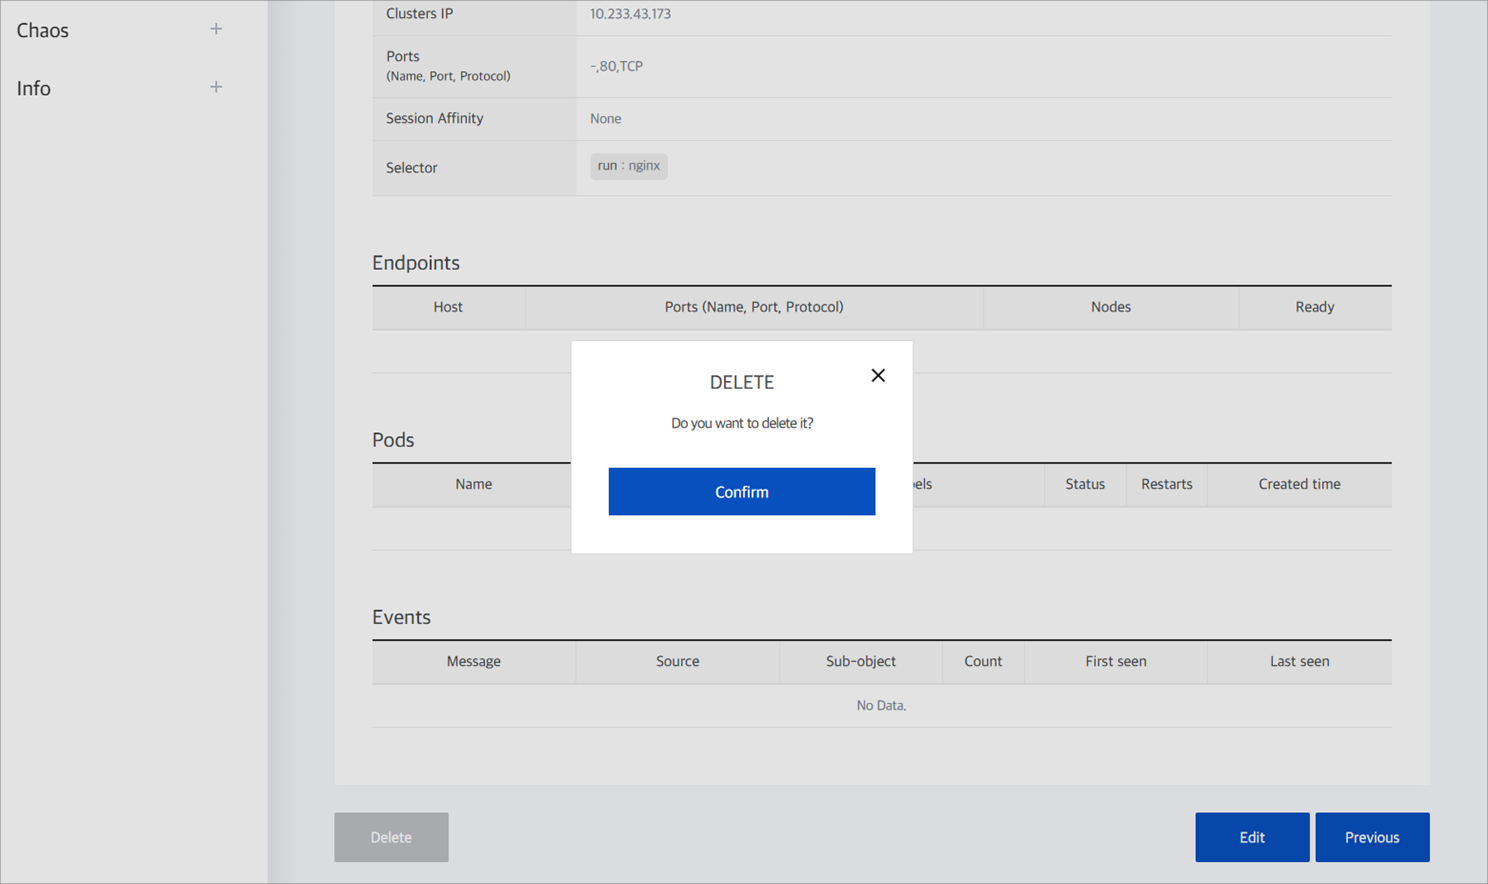 Chaos +
Info +
Clusters IP 10.233.43.173
Ports
(Name, Port, Protocol)
-,80,TCP
Session Affinity None
Selector run : nginx
Endpoints
Host Ports (Name, Port, Protocol) Nodes Ready
DELETE
Do you want to delete it?
Confirm
Pods
Name Status Restarts Created time
Events
Message Source Sub-object Count First seen Last seen
No Data.
Delete Edit Previous